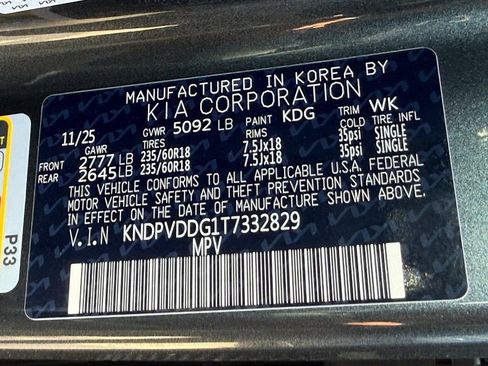 MANUFACTURED IN KOREA BY
KIA CORPORATION
11/25 GVWR 5092 LB PAINT KDG TRIM WK
GAWR TIRES RIMS COLD TIRE INFL
FRONT 2777 LB 235/60R18 7.5Jx18 35psi SINGLE
REAR 2645 LB 235/60R18 7.5Jx18 35psi SINGLE
THIS VEHICLE CONFORMS TO ALL APPLICABLE U.S.A. FEDERAL
MOTOR VEHICLE SAFETY AND THEFT PREVENTION STANDARDS
IN EFFECT ON THE DATE OF MANUFACTURE SHOWN ABOVE.
V.I.N KNDPVDDG1T7332829
MPV
P33